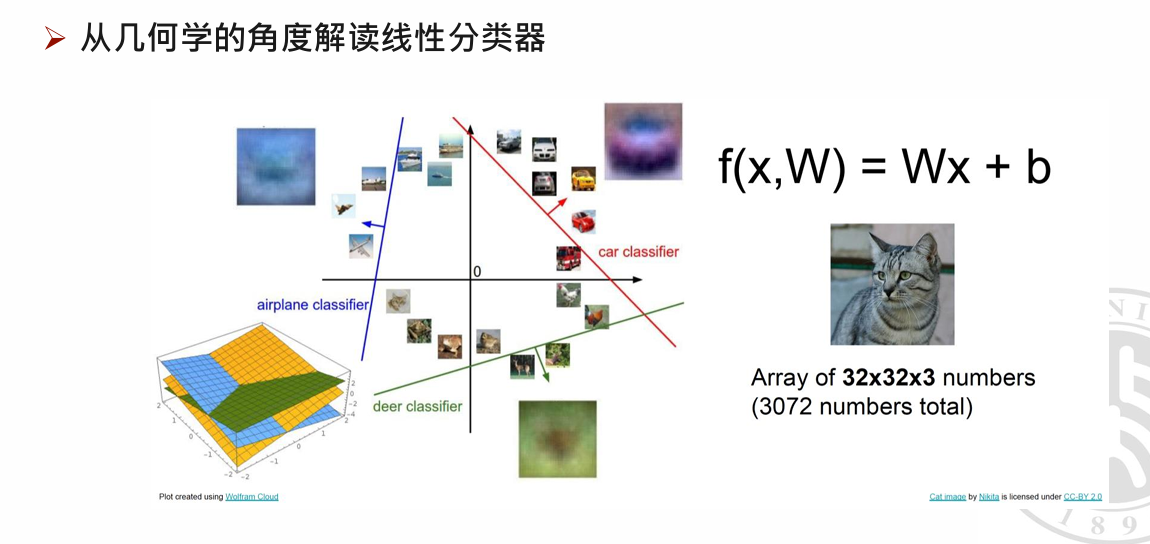 从几何学的角度解读线性分类器
f(x,W) = Wx + b
0
car classifier
airplane classifier
deer classifier
Array of 32x32x3 numbers
(3072 numbers total)
2
0
-2
-4
2
1
0
-1
-2
-2
-1
0
1
2
Plot created using Wolfram Cloud
Cat image by Nikita is licensed under CC-BY 2.0
N I
1 8 9